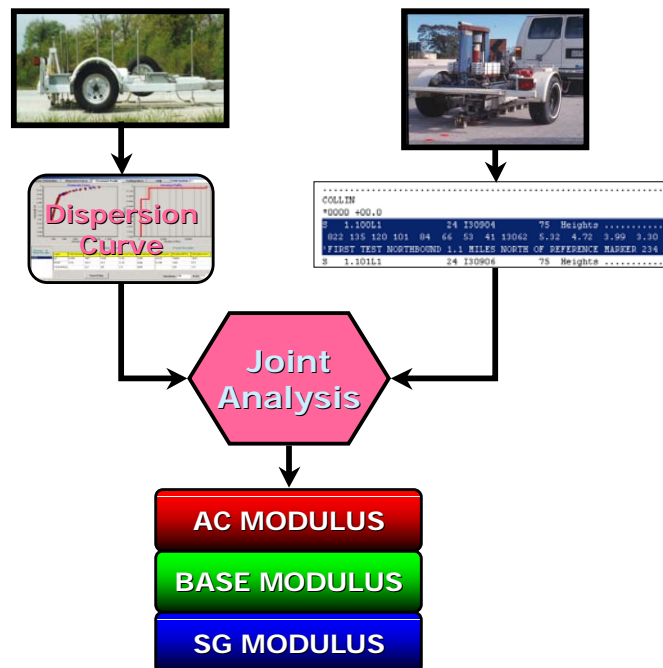 Dispersion
Curve
COLLIN
*0000 +00.0
S 1.100L1 24 I30904 75 Heights ...........
822 135 120 101 84 66 53 41 13062 5.32 4.72 3.99 3.30
*FIRST TEST NORTHBOUND 1.1 MILES NORTH OF REFERENCE MARKER 234
S 1.101L1 24 I30906 75 Heights ...........
Joint
Analysis
AC MODULUS
BASE MODULUS
SG MODULUS